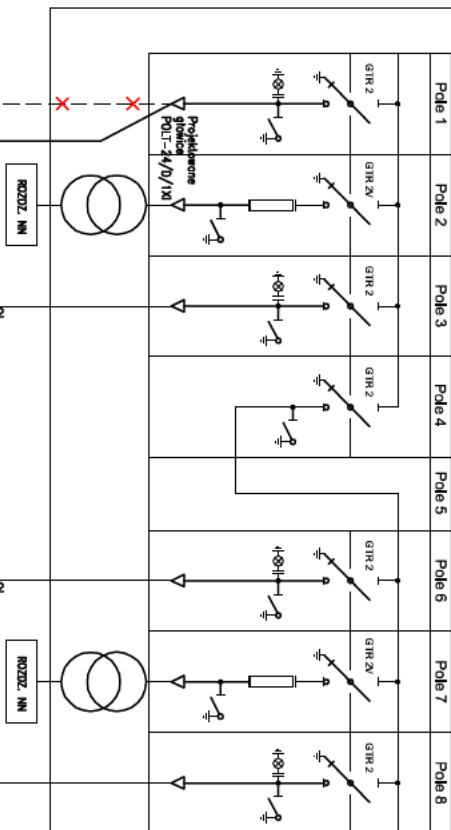 Pole 1
GTR 2
Projektowane
głowice
POLT-24/D/1XI
Pole 2
GTR 2V
ROZDZ. NN
Pole 3
GTR 2
Pole 4
GTR 2
Pole 5
Pole 6
GTR 2
Pole 7
GTR 2V
ROZDZ. NN
Pole 8
GTR 2